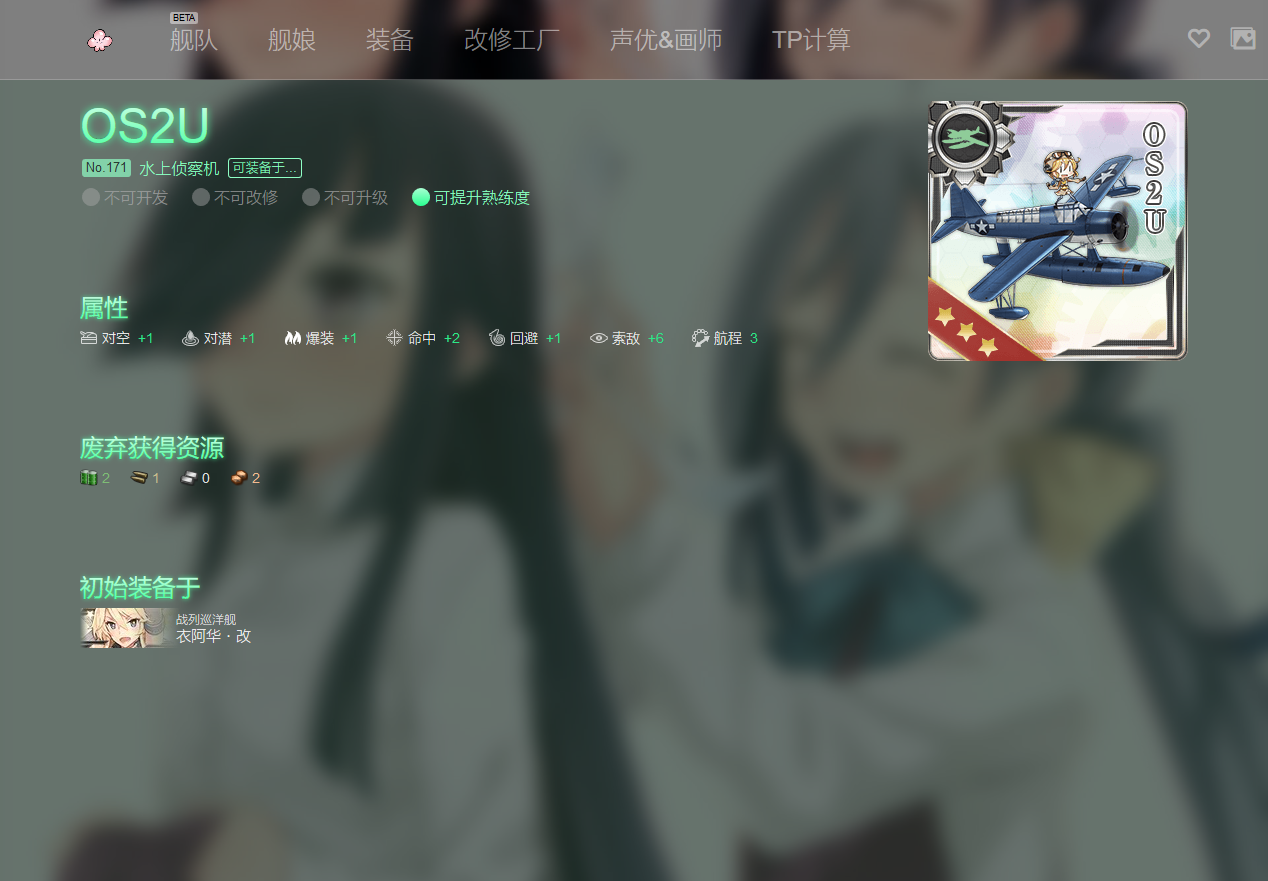 BETA
舰队 舰娘 装备 改修工厂 声优&画师 TP计算
OS2U
No.171 水上侦察机 可装备于...
不可开发 不可改修 不可升级 可提升熟练度
OS2U
属性
对空 +1 对潜 +1 爆装 +1 命中 +2 回避 +1 索敌 +6 航程 3
废弃获得资源
2 1 0 2
初始装备于
战列巡洋舰
衣阿华·改